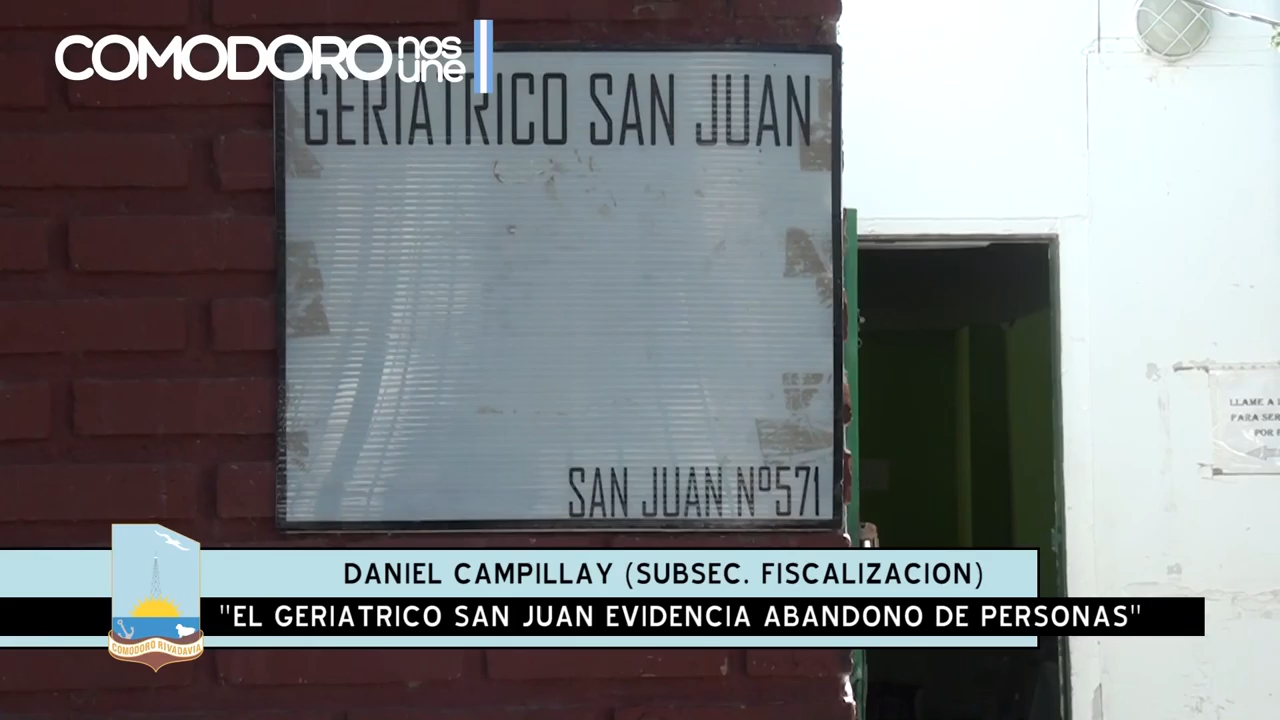 COMODORO nos une
GERIATRICO SAN JUAN
SAN JUAN Nº571
LLAME A
PARA SER
POR
DANIEL CAMPILLAY (SUBSEC. FISCALIZACION)
"EL GERIATRICO SAN JUAN EVIDENCIA ABANDONO DE PERSONAS"
COMODORO RIVADAVIA